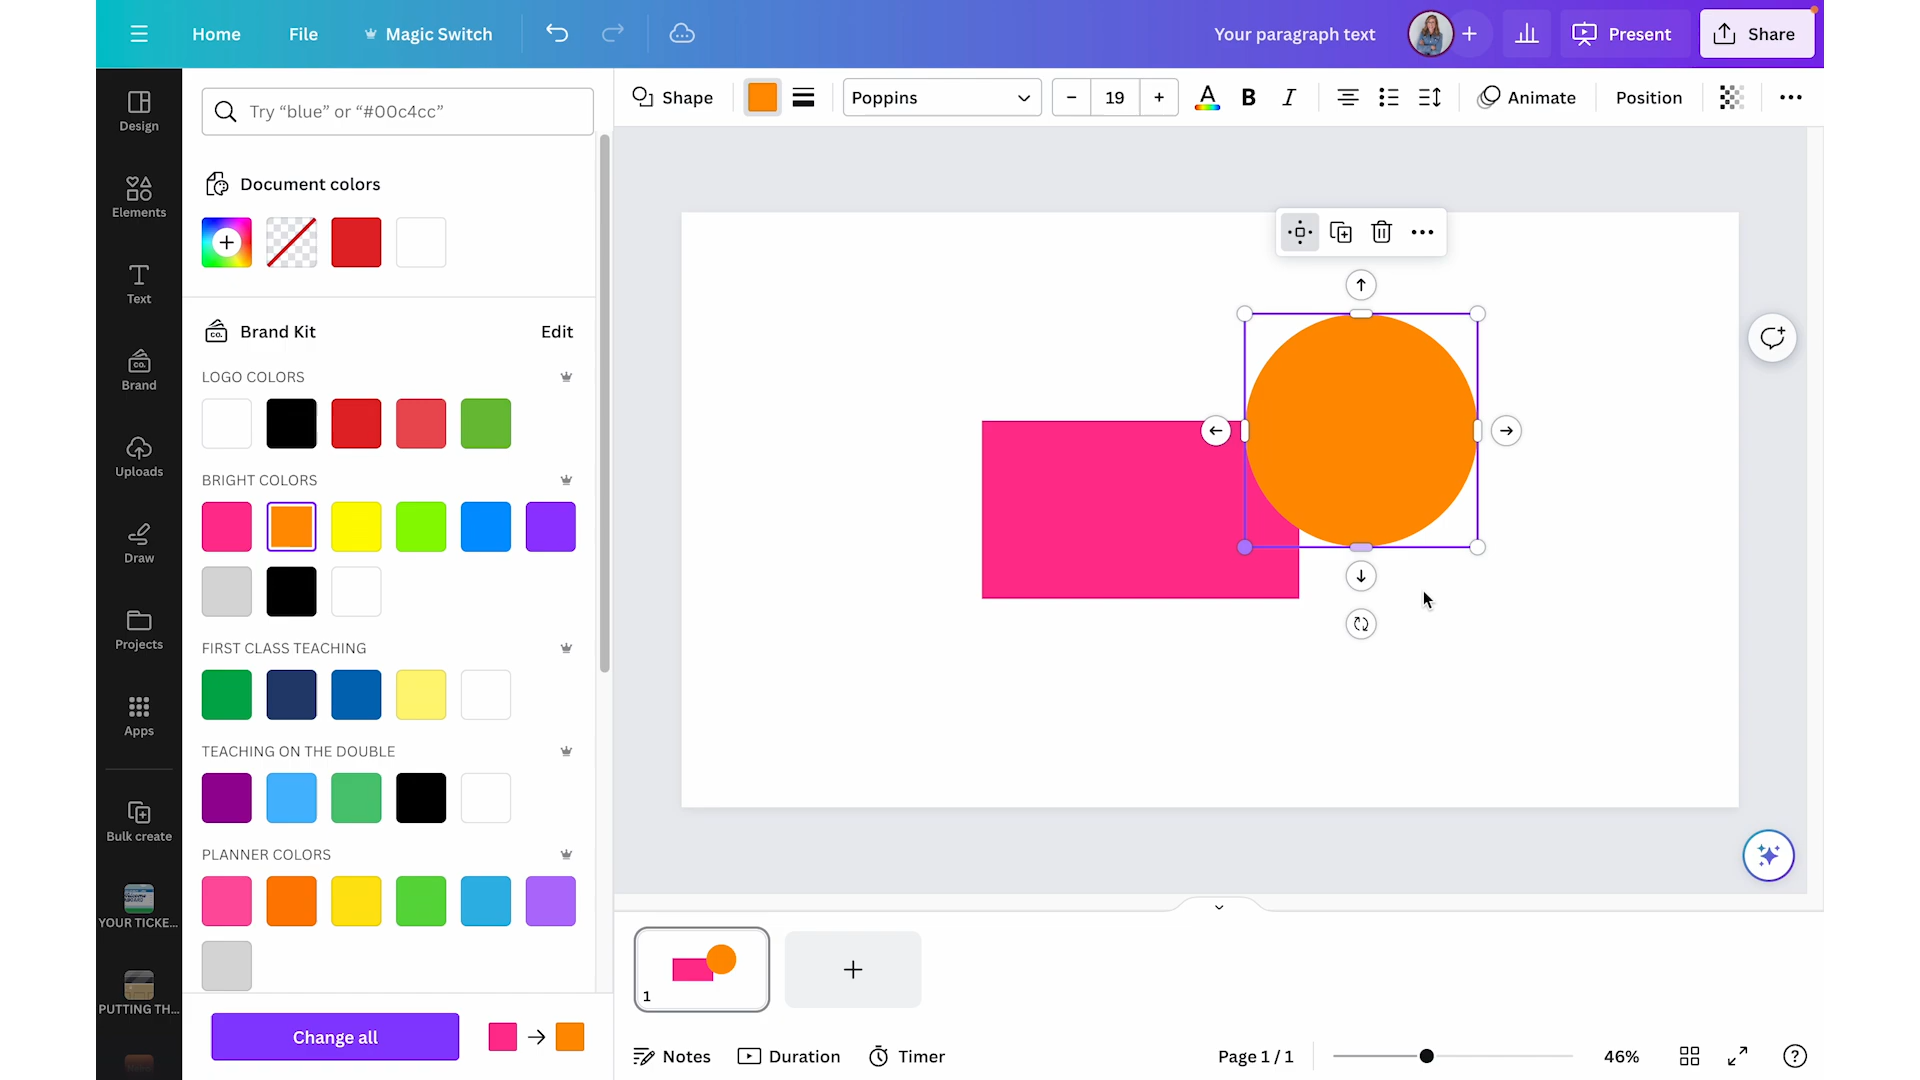 Home File Magic Switch Your paragraph text Present Share
Design
Elements
Text
Brand
Uploads
Draw
Projects
Apps
Bulk create
YOUR TICKE...
PUTTING TH...
Try “blue” or “#00c4cc”
Document colors
Brand Kit Edit
LOGO COLORS
BRIGHT COLORS
FIRST CLASS TEACHING
TEACHING ON THE DOUBLE
PLANNER COLORS
Change all
Shape Poppins 19 A B I Animate Position
1
Notes Duration Timer Page 1 / 1 46%